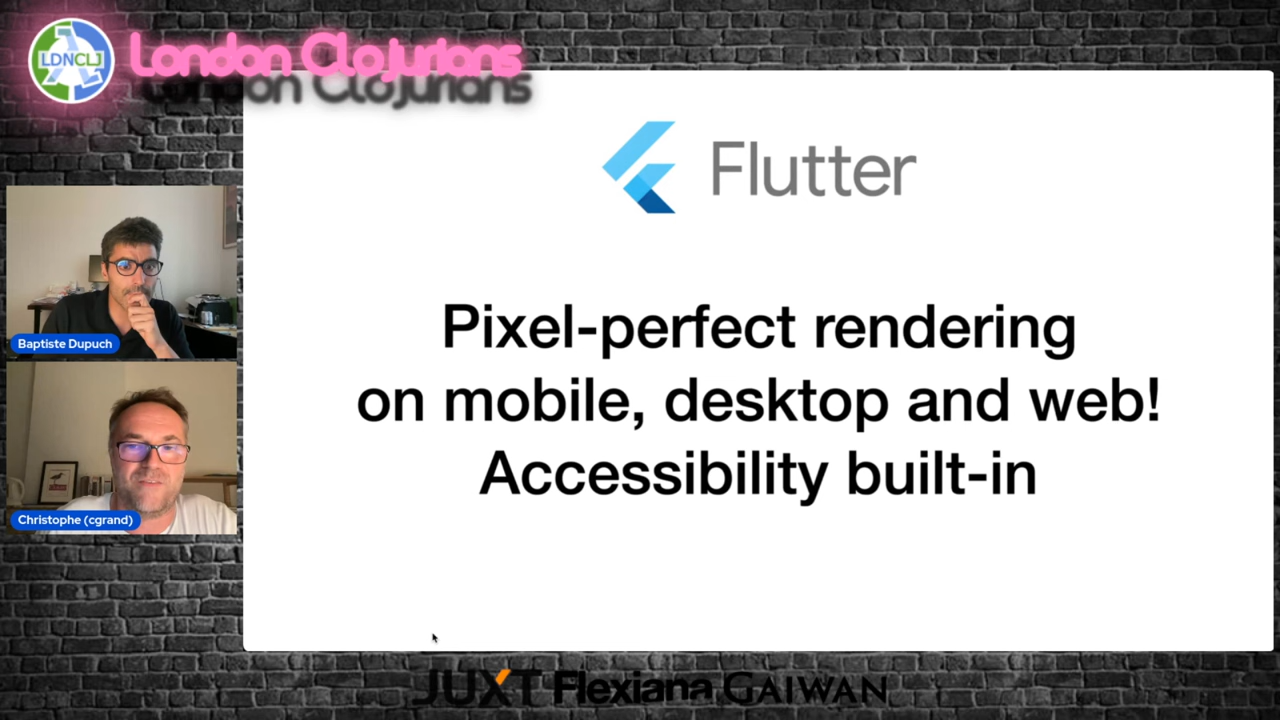 LDNCLJ
London Clojurians
Flutter
Pixel-perfect rendering
on mobile, desktop and web!
Accessibility built-in
Baptiste Dupuch
Christophe (cgrand)
JUXT Flexiana GAIWAN